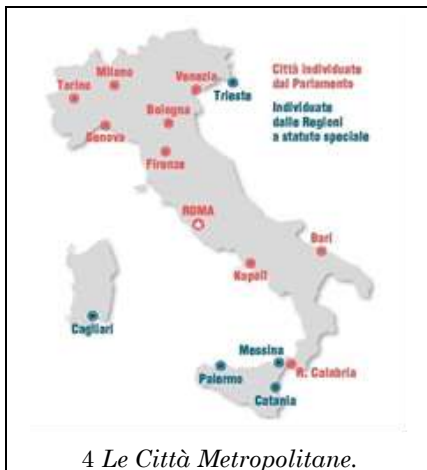 Milano
Torino
Venezia
Trieste
Bologna
Genova
Firenze
ROMA
Bari
Napoli
Cagliari
Messina
Palermo
R. Calabria
Catania
Città individuate
dal Parlamento
Individuate
dalle Regioni
a statuto speciale
4 Le Città Metropolitane.